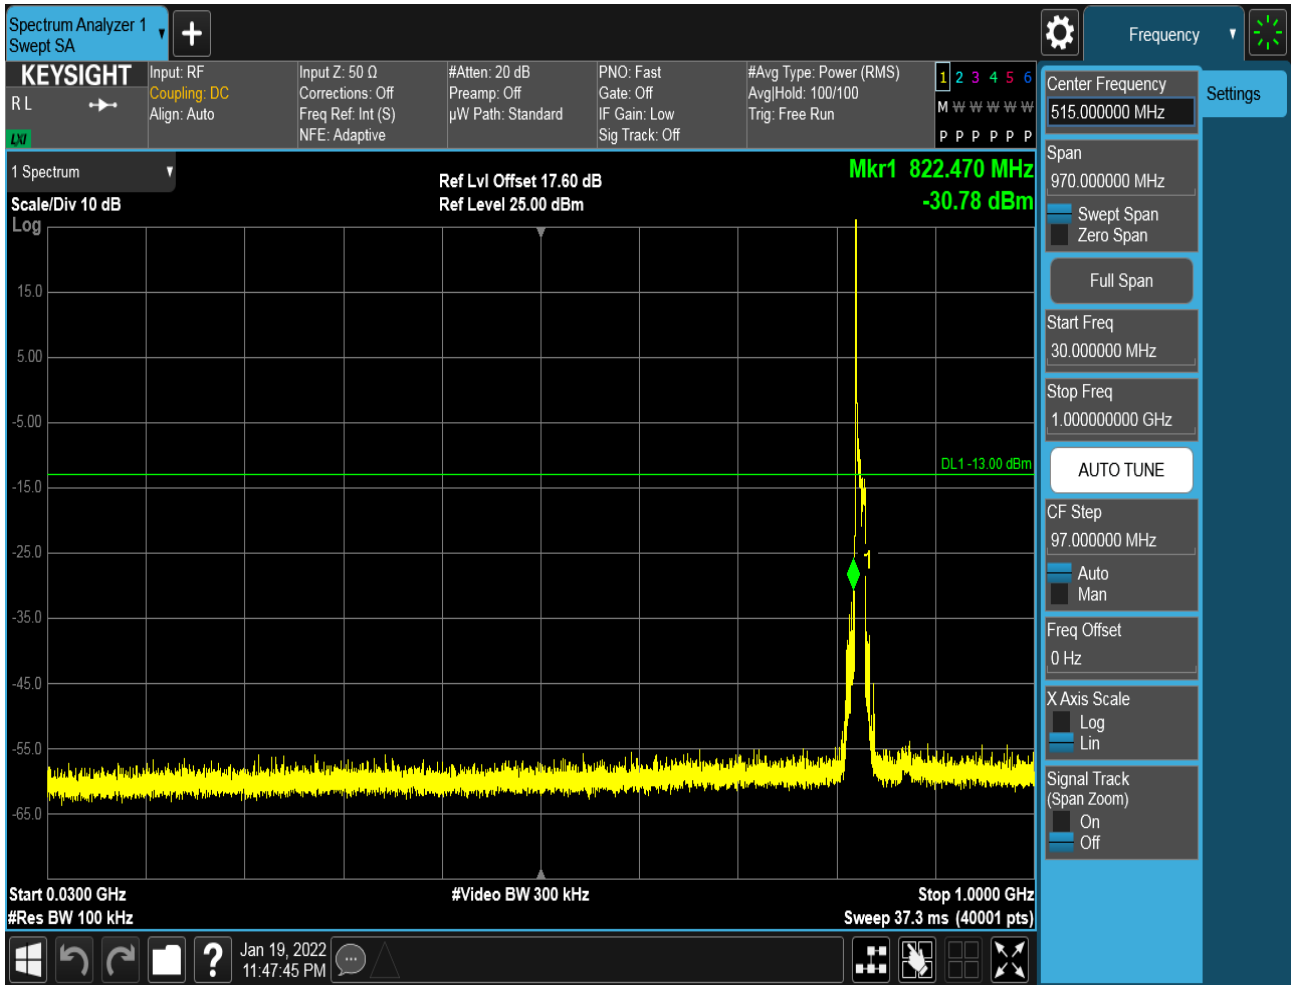 Spectrum Analyzer 1
Swept SA
Frequency
KEYSIGHT
R L
LXI
Input: RF
Coupling: DC
Align: Auto
Input Z: 50 Ω
Corrections: Off
Freq Ref: Int (S)
NFE: Adaptive
#Atten: 20 dB
Preamp: Off
µW Path: Standard
PNO: Fast
Gate: Off
IF Gain: Low
Sig Track: Off
#Avg Type: Power (RMS)
Avg|Hold: 100/100
Trig: Free Run
1 2 3 4 5 6
M W W W W W
P P P P P P
1 Spectrum
Scale/Div 10 dB
Log
Ref Lvl Offset 17.60 dB
Ref Level 25.00 dBm
Mkr1 822.470 MHz
-30.78 dBm
15.0
5.00
-5.00
-15.0
-25.0
-35.0
-45.0
-55.0
-65.0
DL1 -13.00 dBm
Start 0.0300 GHz
#Res BW 100 kHz
#Video BW 300 kHz
Stop 1.0000 GHz
Sweep 37.3 ms (40001 pts)
Center Frequency
515.000000 MHz
Span
970.000000 MHz
Swept Span
Zero Span
Full Span
Start Freq
30.000000 MHz
Stop Freq
1.000000000 GHz
AUTO TUNE
CF Step
97.000000 MHz
Auto
Man
Freq Offset
0 Hz
X Axis Scale
Log
Lin
Signal Track
(Span Zoom)
On
Off
Settings
?
Jan 19, 2022
11:47:45 PM